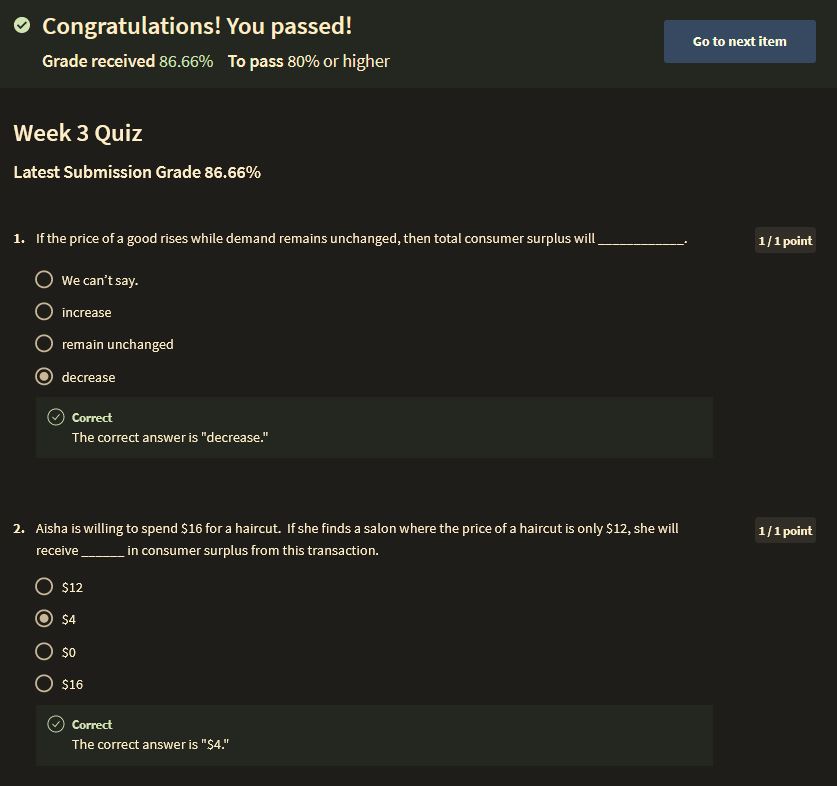 Congratulations! You passed!
Grade received 86.66% To pass 80% or higher
Go to next item
Week 3 Quiz
Latest Submission Grade 86.66%
1. If the price of a good rises while demand remains unchanged, then total consumer surplus will ____________.
1 / 1 point
We can’t say.
increase
remain unchanged
decrease
Correct
The correct answer is "decrease."
2. Aisha is willing to spend $16 for a haircut. If she finds a salon where the price of a haircut is only $12, she will
receive ______ in consumer surplus from this transaction.
1 / 1 point
$12
$4
$0
$16
Correct
The correct answer is "$4."